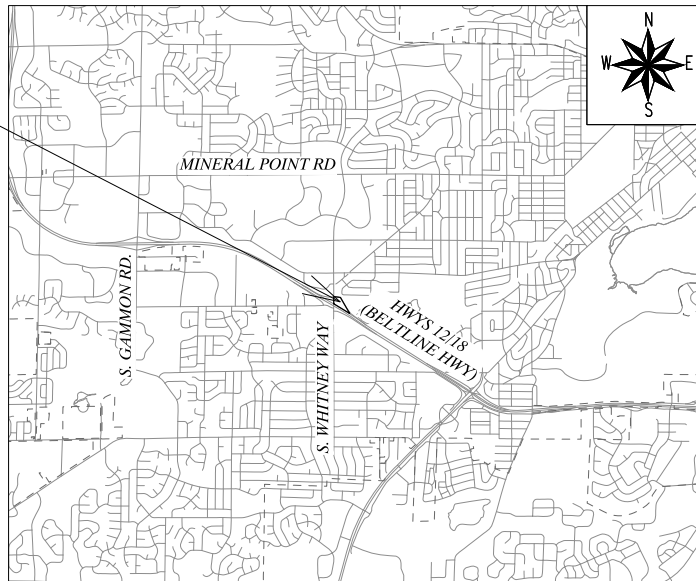 N
W E
S
MINERAL POINT RD
S. GAMMON RD.
S. WHITNEY WAY
HWYS 12/18
(BELTLINE HWY)